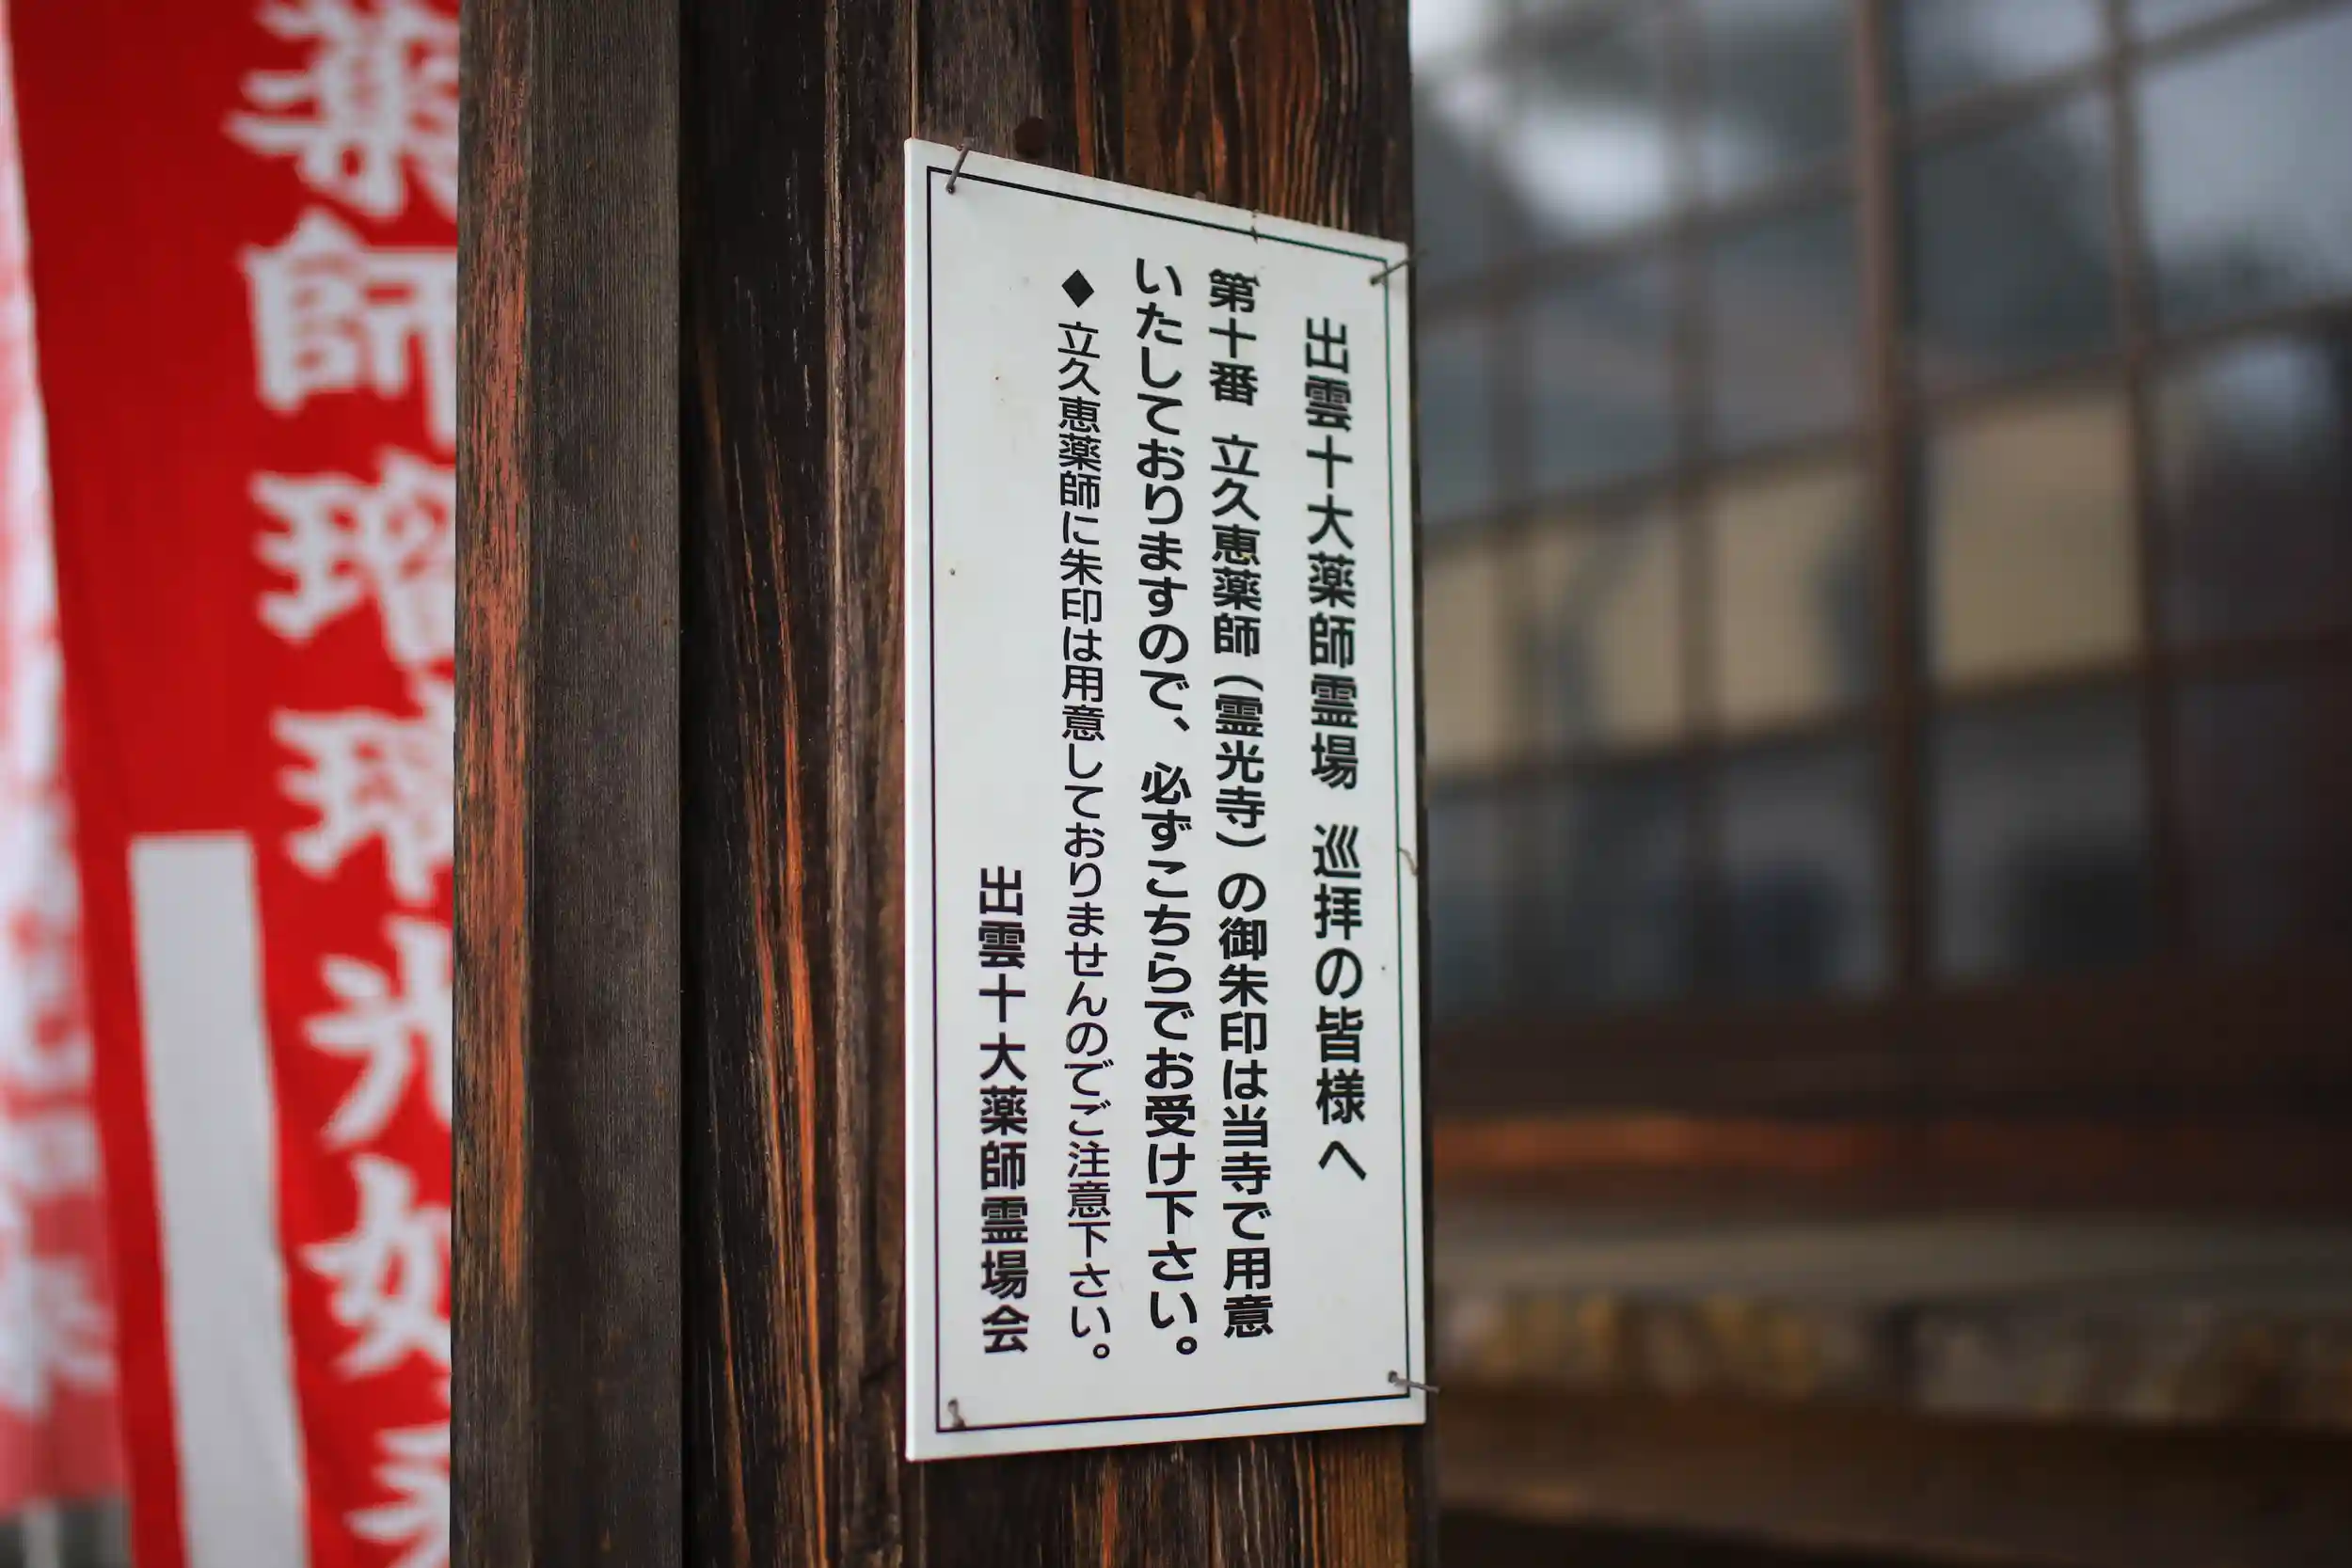 出雲十大薬師霊場 巡拝の皆様へ
第十番 立久恵薬師(霊光寺)の御朱印は当寺で用意
いたしておりますので、必ずこちらでお受け下さい。
◆立久恵薬師に朱印は用意しておりませんのでご注意下さい。
出雲十大薬師霊場会
薬師瑠璃光如来